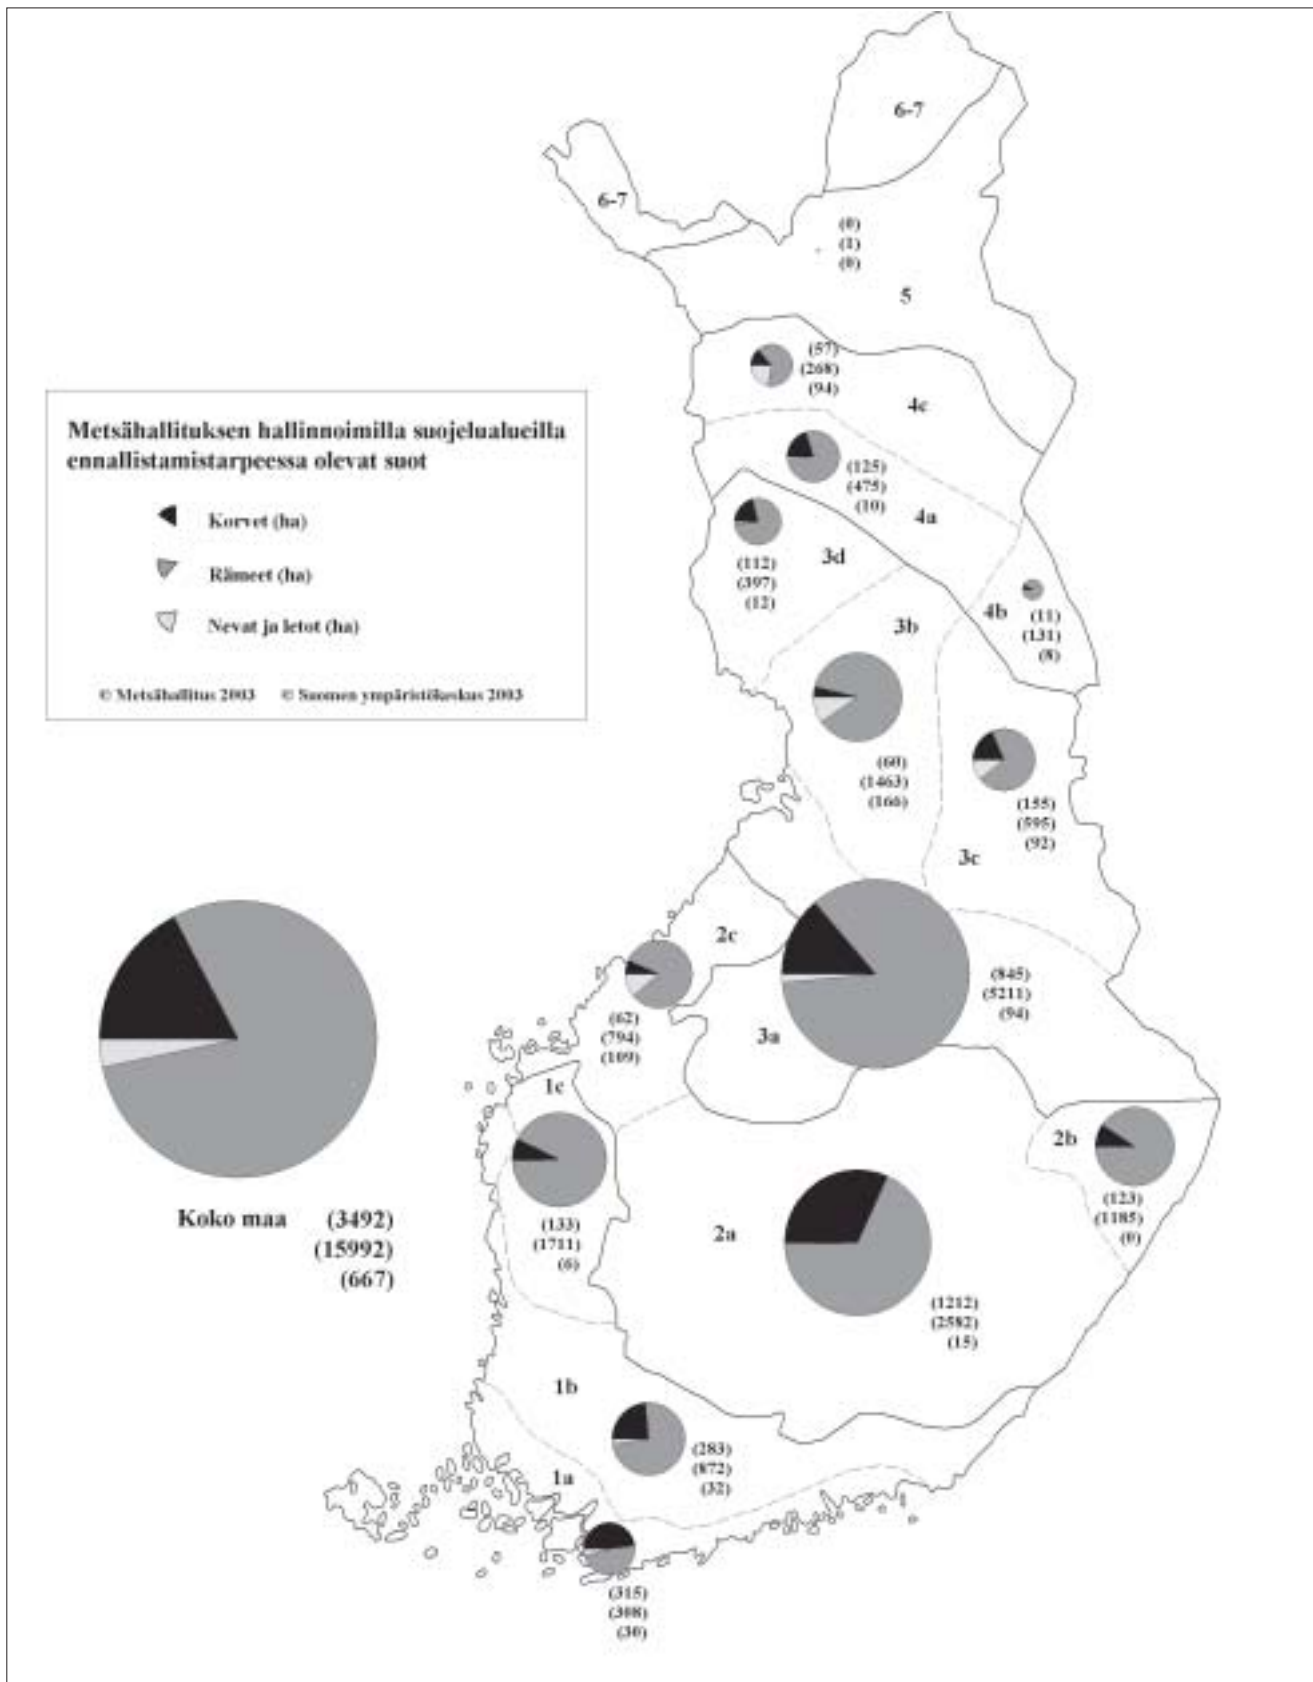 6-7
6-7
(0)
(1)
(0)
5
(57)
(268)
(94)
4c
Metsähallituksen hallinnoimilla suojelualueilla
ennallistamistarpeessa olevat suot
Korvet (ha)
Rämeet (ha)
Nevat ja letot (ha)
© Metsähallitus 2003 © Suomen ympäristökeskus 2003
(125)
(475)
(10)
4a
3d
(112)
(397)
(12)
4b
(11)
(131)
(8)
3b
(60)
(1463)
(166)
(155)
(595)
(92)
3c
2c
(62)
(794)
(109)
3a
(845)
(5211)
(94)
1c
(133)
(1711)
(6)
2b
(123)
(1185)
(0)
Koko maa (3492)
(15992)
(667)
2a
(1212)
(2582)
(15)
1b
(283)
(872)
(32)
1a
(315)
(308)
(30)